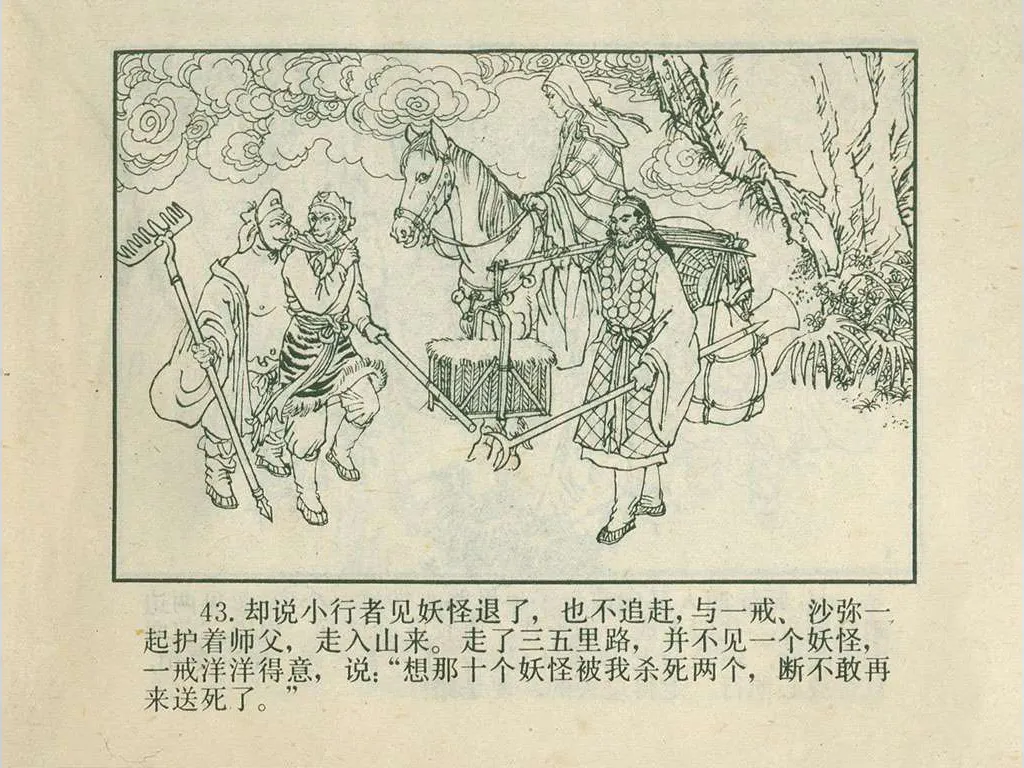 43. 却说小行者见妖怪退了，也不追赶，与一戒、沙弥一
起护着师父，走入山来。走了三五里路，并不见一个妖怪，
一戒洋洋得意，说：“想那十个妖怪被我杀死两个，断不敢再
来送死了。”